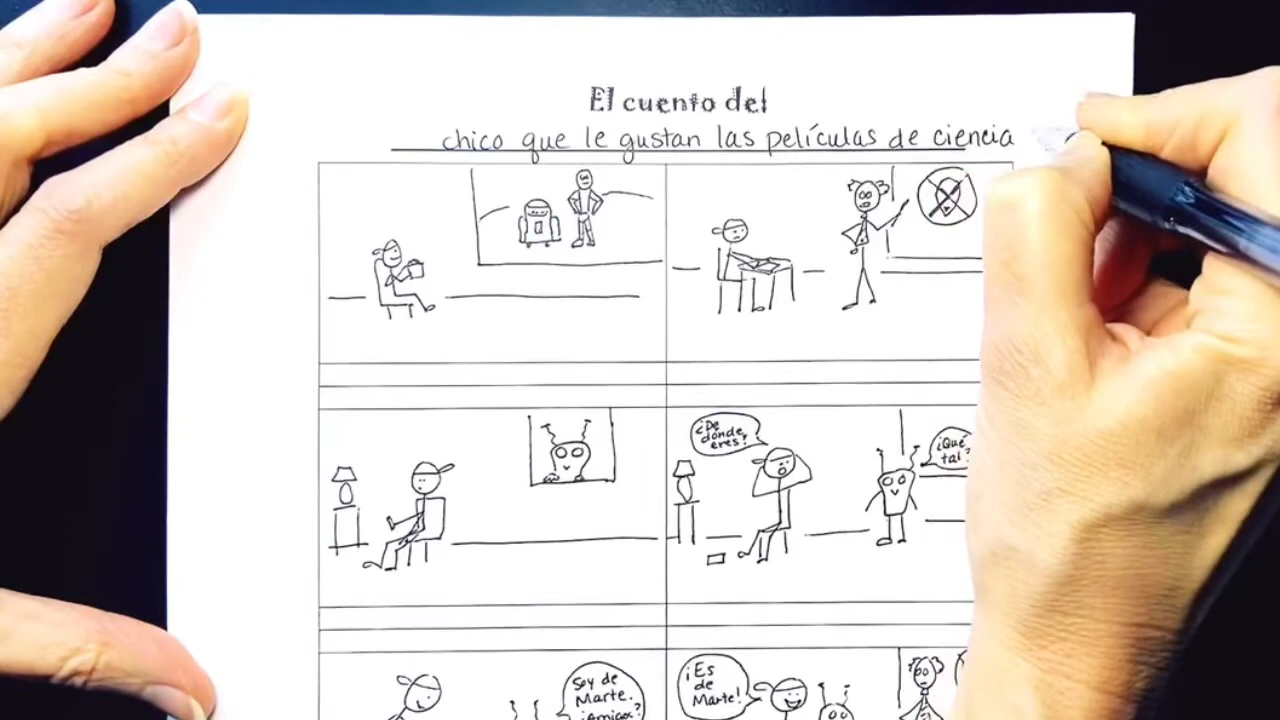 El cuento del
chico que le gustan las películas de ciencia
¿De
dónde
eres?
¡Qué
tal?
Soy de
Marte.
¿Amigos?
¡Es
de
Marte!